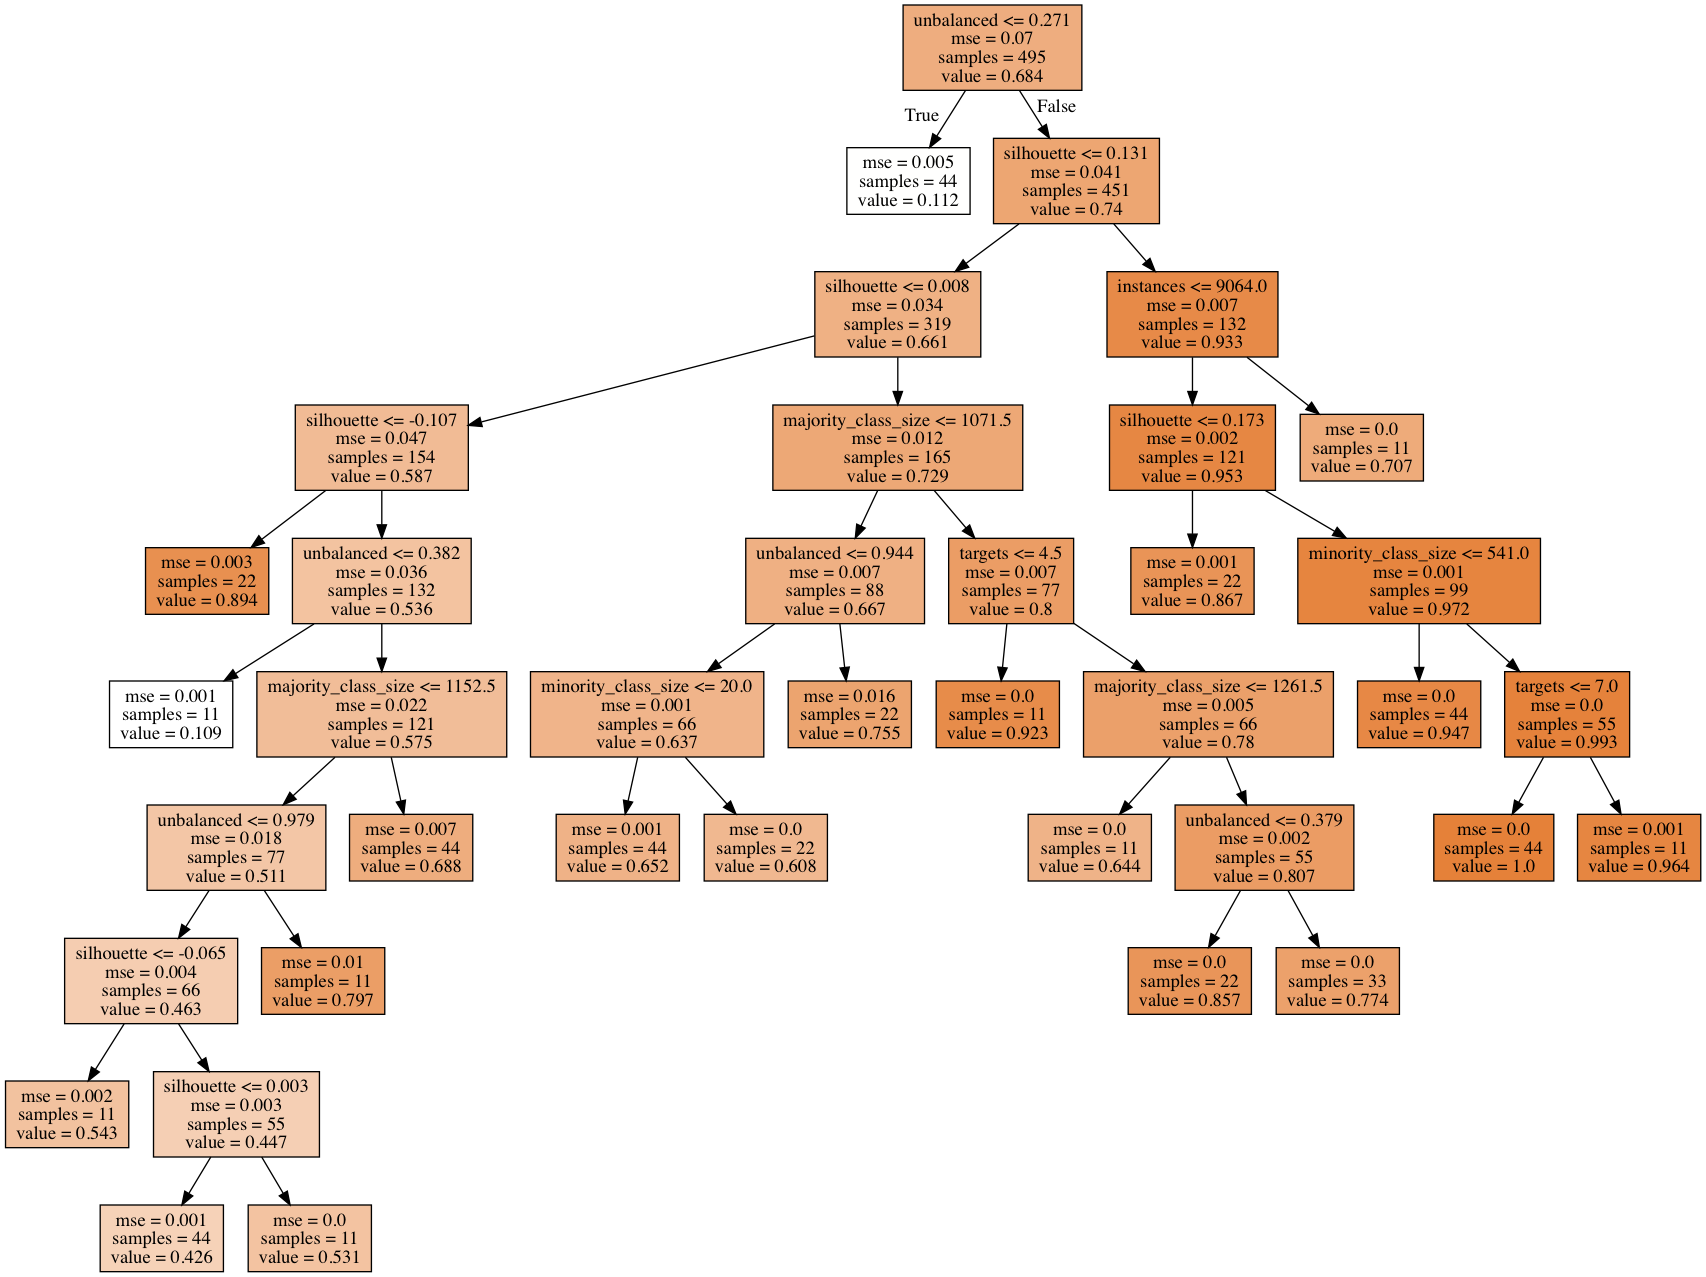 unbalanced <= 0.271
mse = 0.07
samples = 495
value = 0.684
True
False
mse = 0.005
samples = 44
value = 0.112
silhouette <= 0.131
mse = 0.041
samples = 451
value = 0.74
silhouette <= 0.008
mse = 0.034
samples = 319
value = 0.661
instances <= 9064.0
mse = 0.007
samples = 132
value = 0.933
silhouette <= -0.107
mse = 0.047
samples = 154
value = 0.587
majority_class_size <= 1071.5
mse = 0.012
samples = 165
value = 0.729
silhouette <= 0.173
mse = 0.002
samples = 121
value = 0.953
mse = 0.0
samples = 11
value = 0.707
mse = 0.003
samples = 22
value = 0.894
unbalanced <= 0.382
mse = 0.036
samples = 132
value = 0.536
unbalanced <= 0.944
mse = 0.007
samples = 88
value = 0.667
targets <= 4.5
mse = 0.007
samples = 77
value = 0.8
mse = 0.001
samples = 22
value = 0.867
minority_class_size <= 541.0
mse = 0.001
samples = 99
value = 0.972
mse = 0.001
samples = 11
value = 0.109
majority_class_size <= 1152.5
mse = 0.022
samples = 121
value = 0.575
minority_class_size <= 20.0
mse = 0.001
samples = 66
value = 0.637
mse = 0.016
samples = 22
value = 0.755
mse = 0.0
samples = 11
value = 0.923
majority_class_size <= 1261.5
mse = 0.005
samples = 66
value = 0.78
mse = 0.0
samples = 44
value = 0.947
targets <= 7.0
mse = 0.0
samples = 55
value = 0.993
unbalanced <= 0.979
mse = 0.018
samples = 77
value = 0.511
mse = 0.007
samples = 44
value = 0.688
mse = 0.001
samples = 44
value = 0.652
mse = 0.0
samples = 22
value = 0.608
mse = 0.0
samples = 11
value = 0.644
unbalanced <= 0.379
mse = 0.002
samples = 55
value = 0.807
mse = 0.0
samples = 44
value = 1.0
mse = 0.001
samples = 11
value = 0.964
silhouette <= -0.065
mse = 0.004
samples = 66
value = 0.463
mse = 0.01
samples = 11
value = 0.797
mse = 0.0
samples = 22
value = 0.857
mse = 0.0
samples = 33
value = 0.774
mse = 0.002
samples = 11
value = 0.543
silhouette <= 0.003
mse = 0.003
samples = 55
value = 0.447
mse = 0.001
samples = 44
value = 0.426
mse = 0.0
samples = 11
value = 0.531